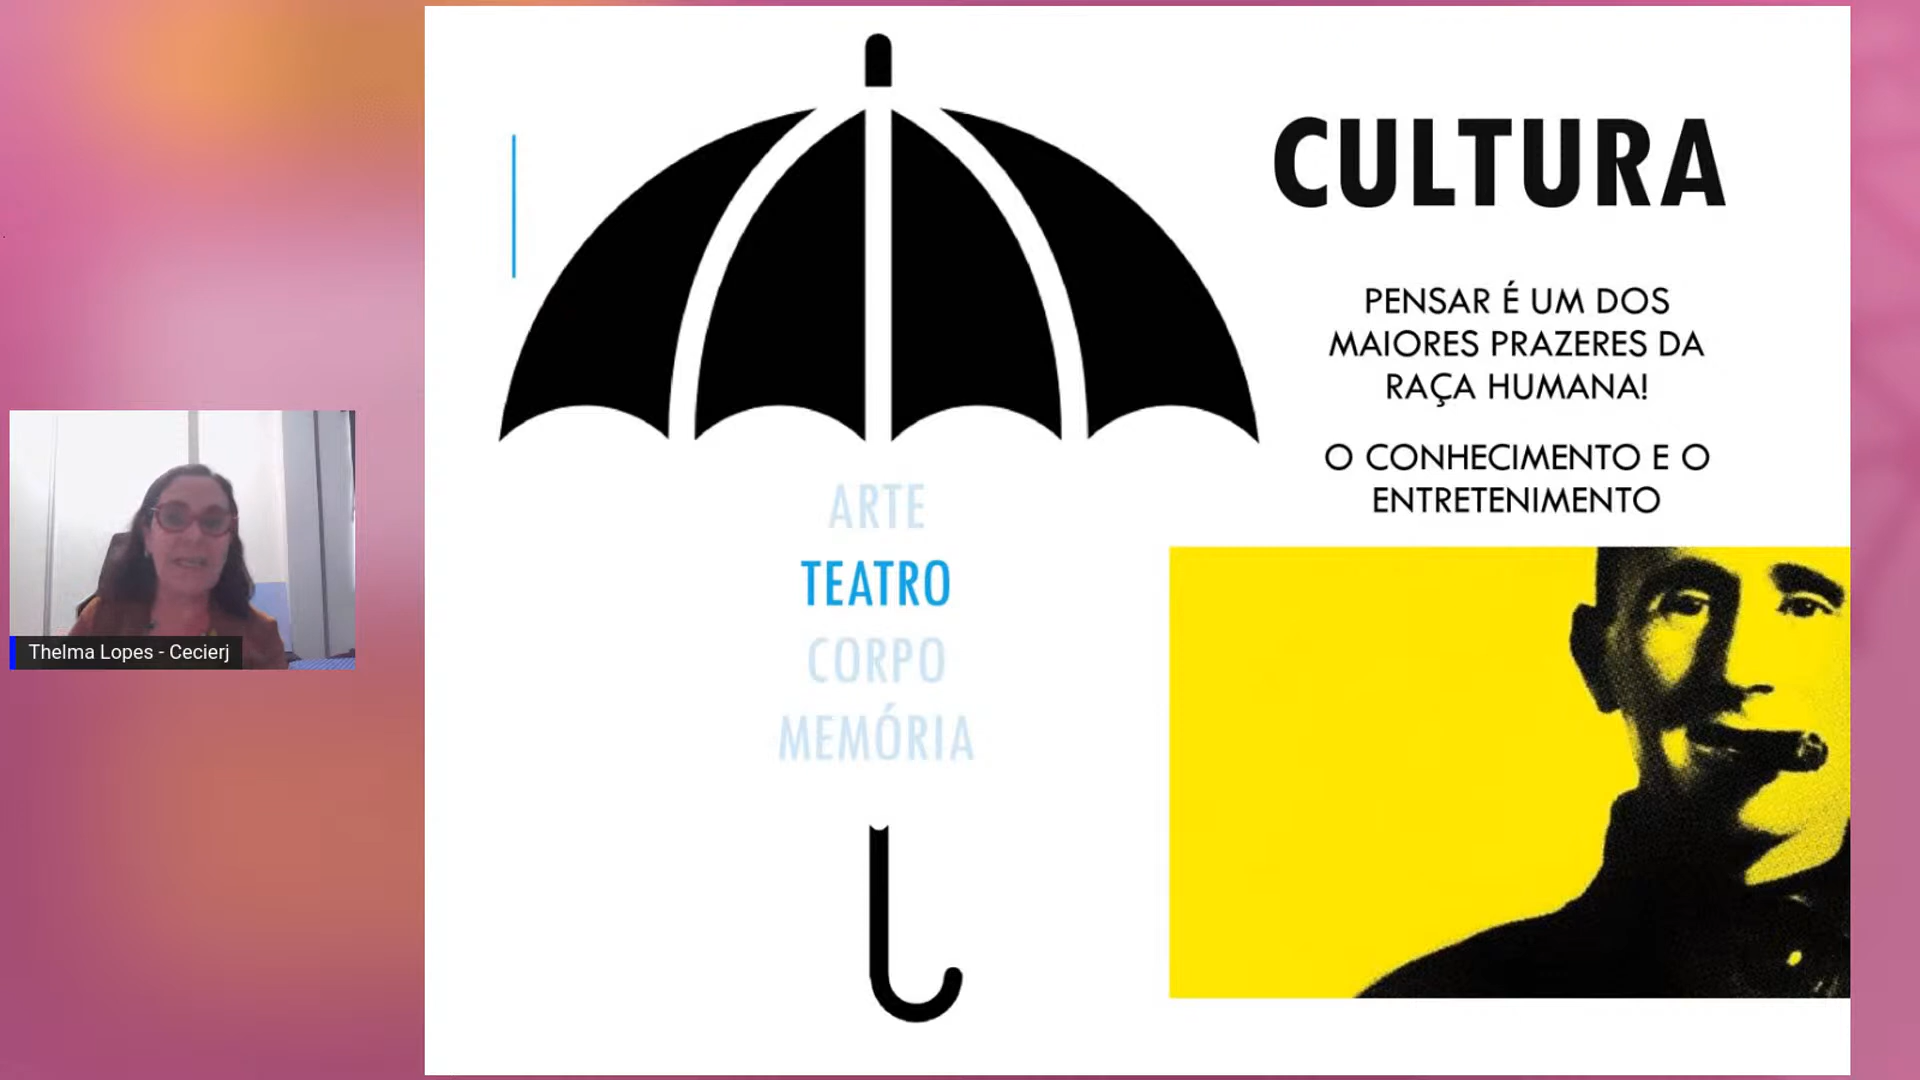 CULTURA
PENSAR É UM DOS
MAIORES PRAZERES DA
RAÇA HUMANA!
O CONHECIMENTO E O
ENTRETENIMENTO
ARTE
TEATRO
CORPO
MEMÓRIA
Thelma Lopes - Cecierj